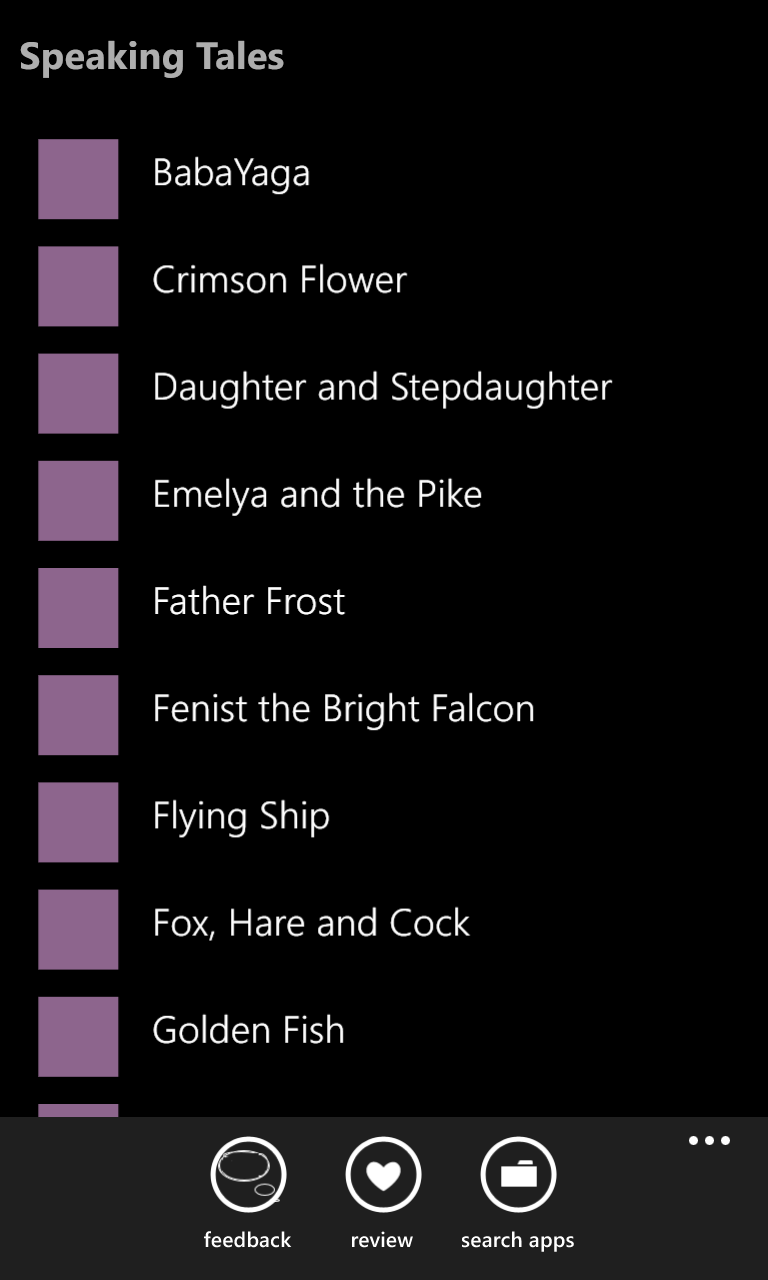 Speaking Tales
BabaYaga
Crimson Flower
Daughter and Stepdaughter
Emelya and the Pike
Father Frost
Fenist the Bright Falcon
Flying Ship
Fox, Hare and Cock
Golden Fish
feedback
review
search apps